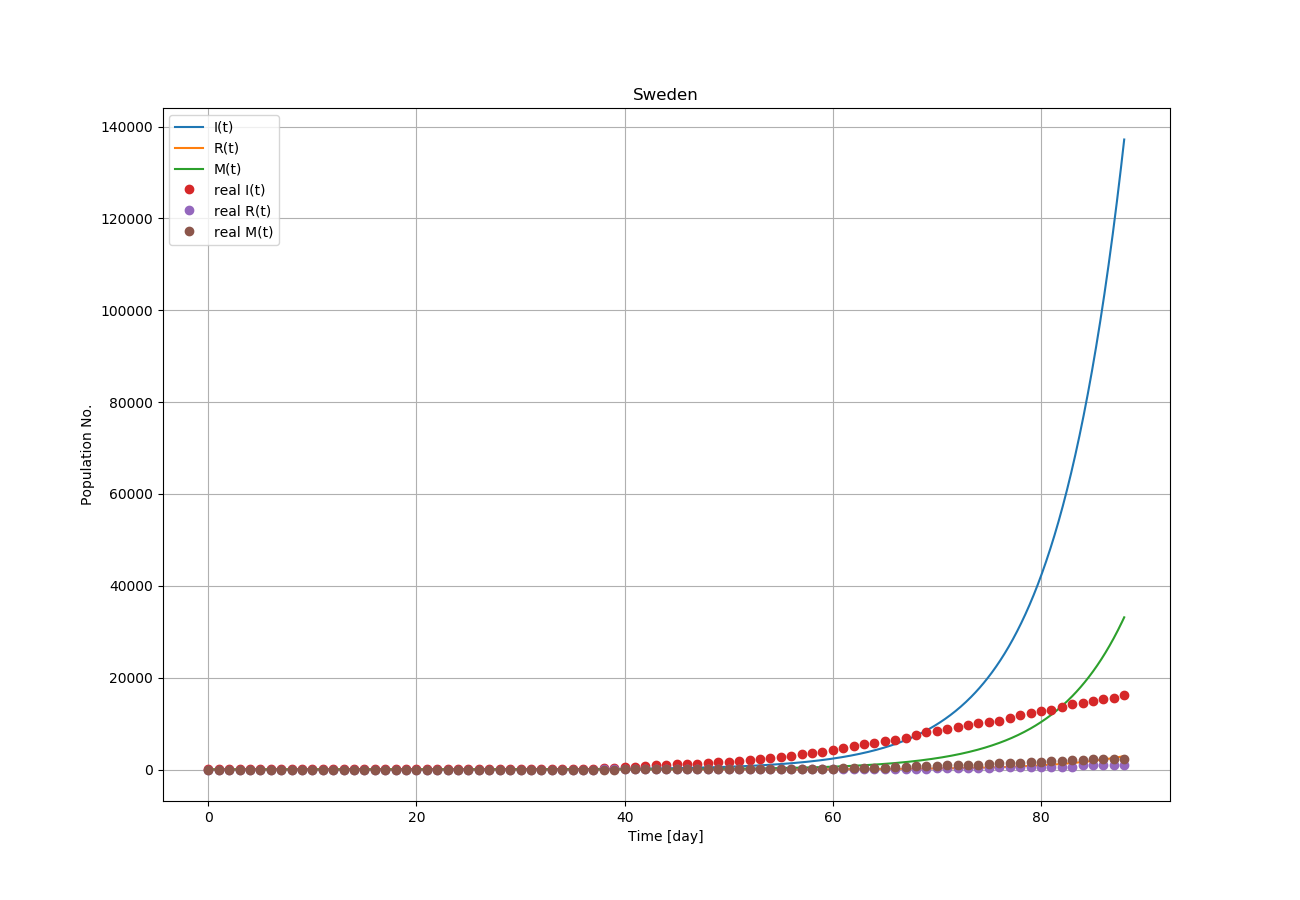 Sweden
I(t)
R(t)
M(t)
real I(t)
real R(t)
real M(t)
140000
120000
100000
80000
60000
40000
20000
0
Population No.
0 20 40 60 80
Time [day]